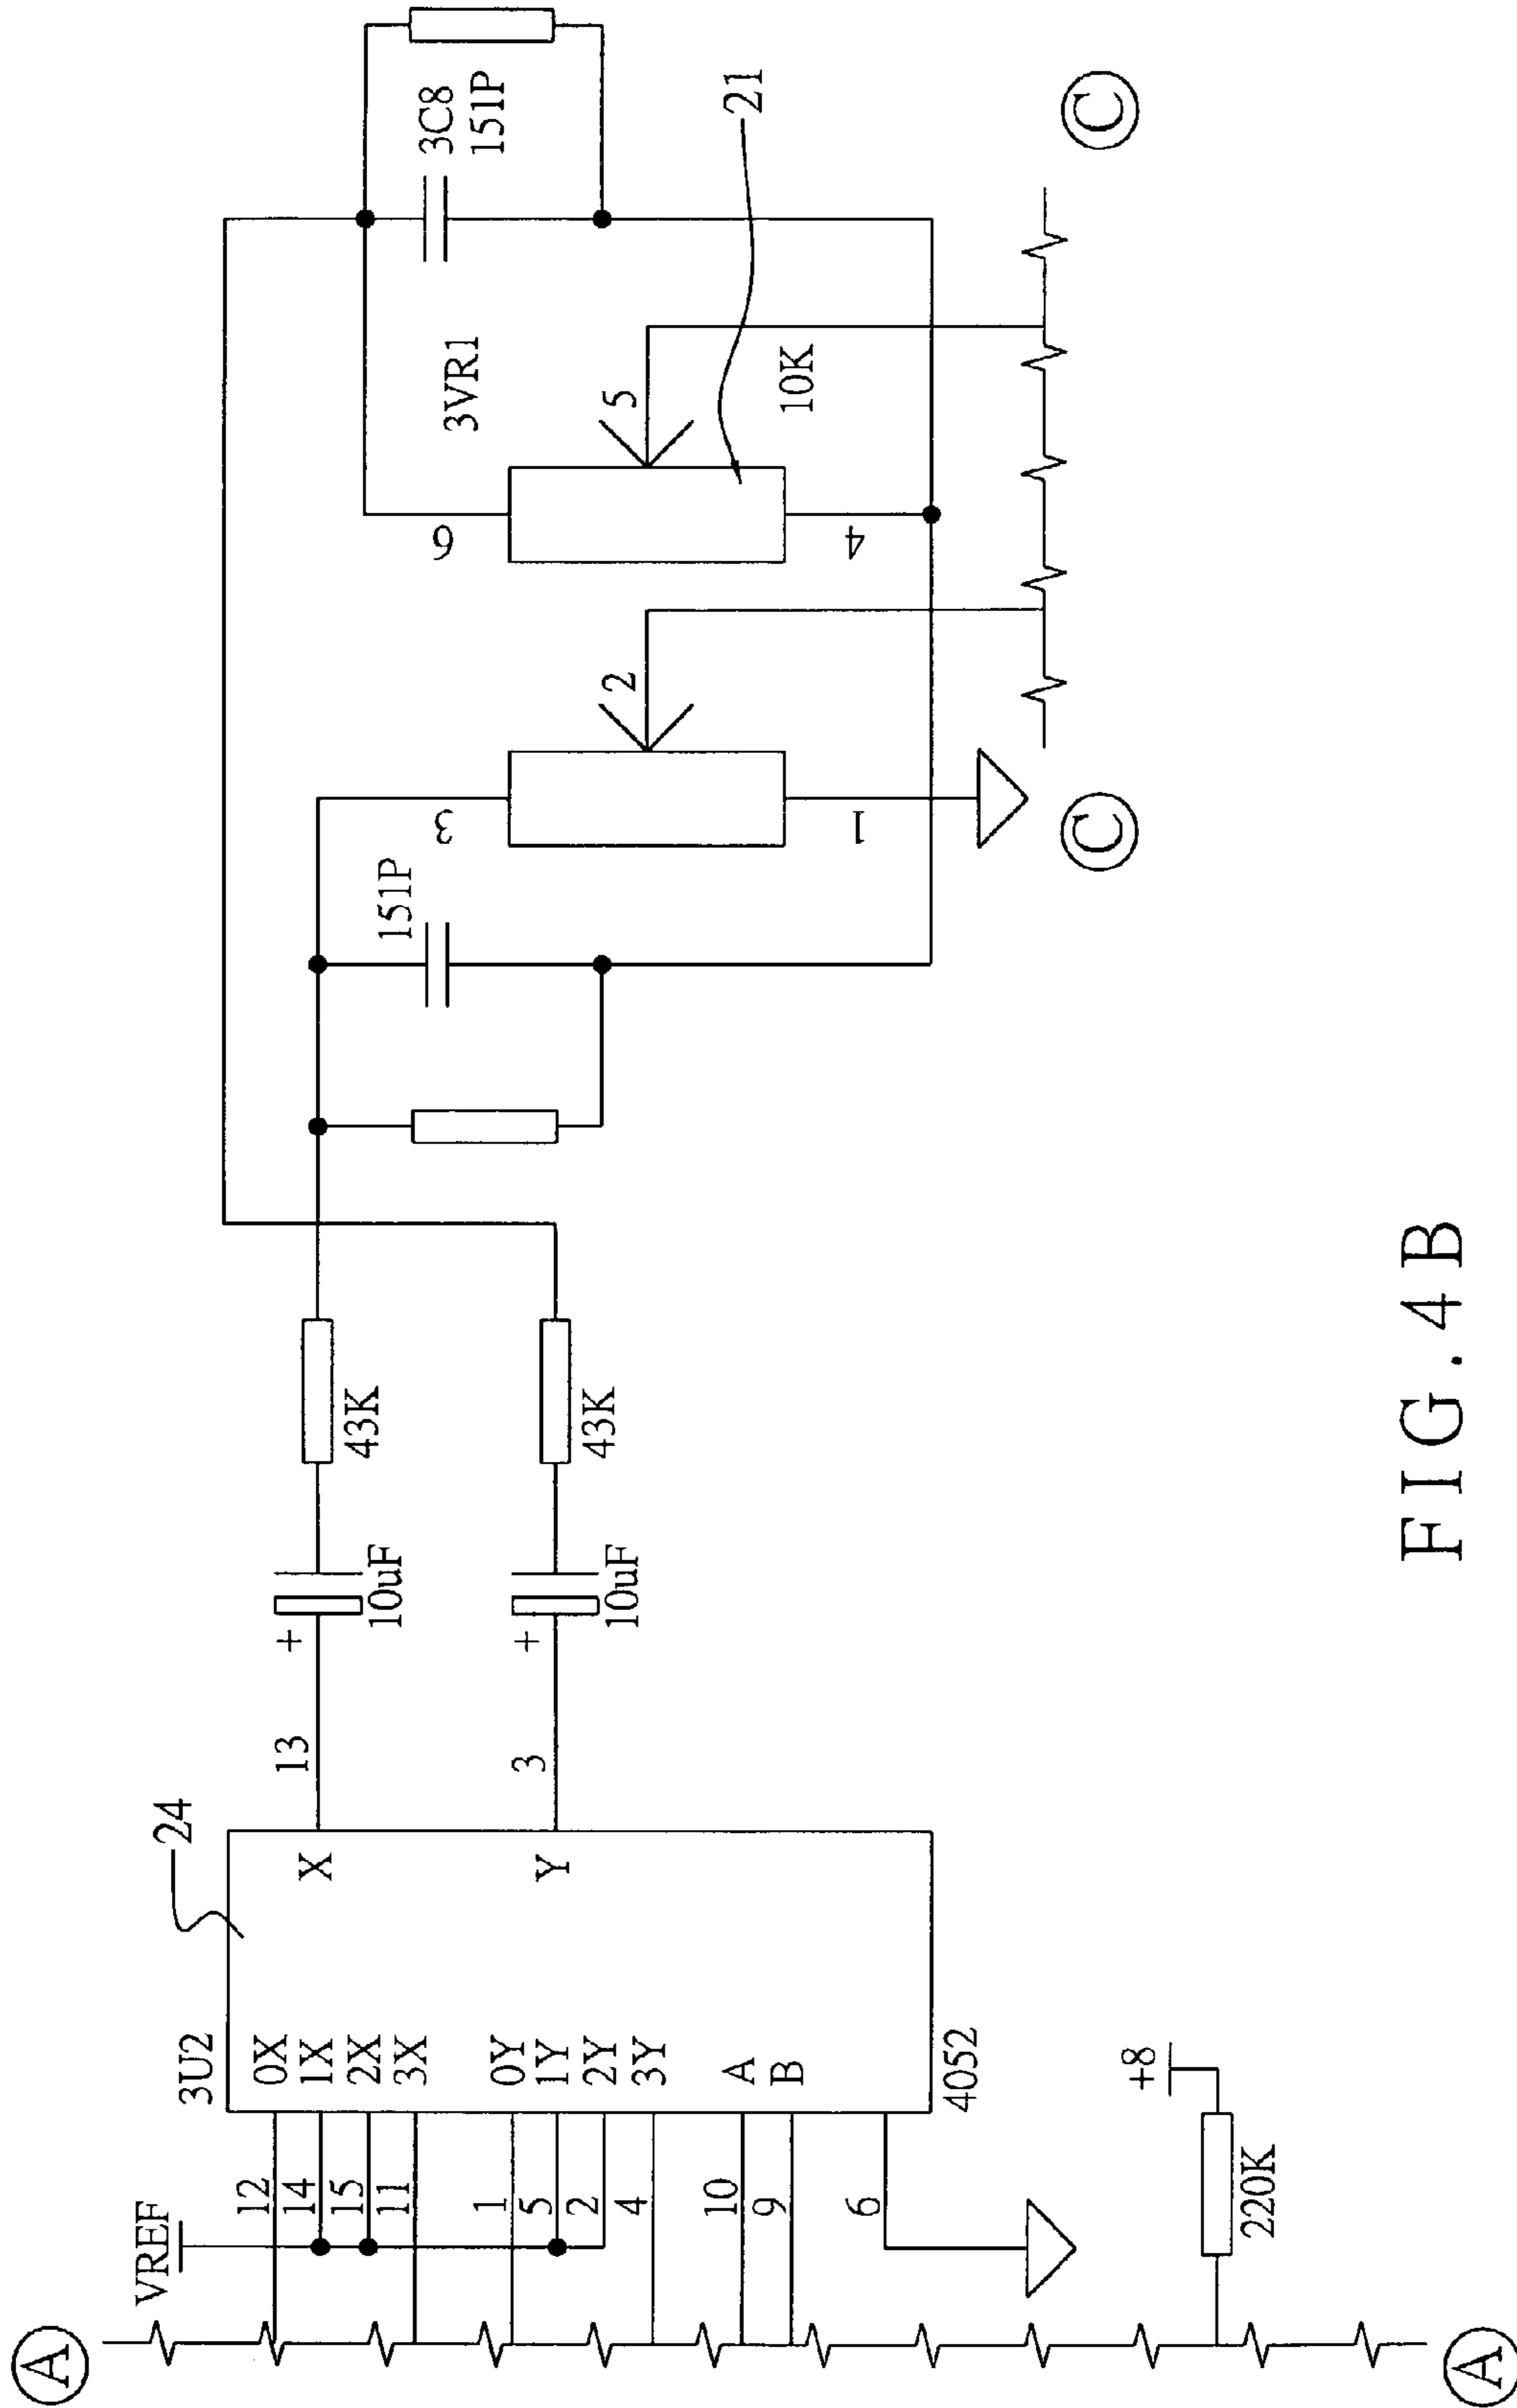 A
VREF
12
14
15
11
1
5
2
4
10
9
6
3U2
0X
1X
2X
3X
0Y
1Y
2Y
3Y
A
B
4052
X
Y
24
13
3
+
10uF
+
10uF
43K
43K
151P
3
1
2
6
4
5
3VR1
10K
3C8
151P
21
C
C
+8
220K
A
FIG.4B